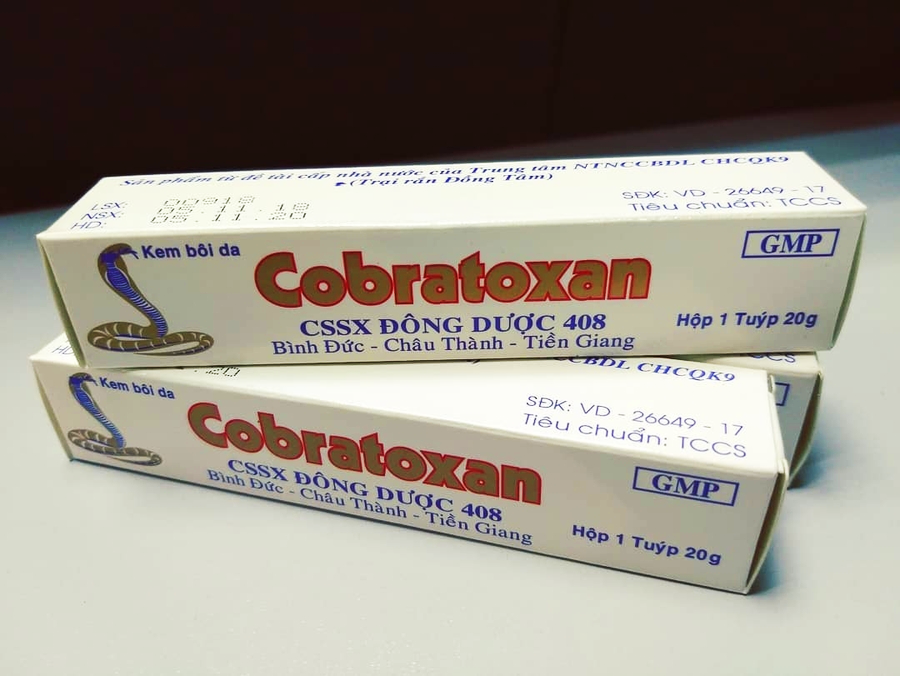 Sản phẩm từ đề tài cấp nhà nước của Trung tâm NTNCCBDL CHCQK9
(Trại rắn Đồng Tâm)
LSX: 00918
NSX: 05.11.18
HD: 05.11.20
SĐK: VD - 26649 - 17
Tiêu chuẩn: TCCS
Kem bôi da
Cobratoxan
GMP
CSSX ĐÔNG DƯỢC 408
Bình Đức - Châu Thành - Tiền Giang
Hộp 1 Tuýp 20g
CBDL CHCQK9
CCS
HD: .20
SĐK: VD - 26649 - 17
Tiêu chuẩn: TCCS
Kem bôi da
Cobratoxan
GMP
CSSX ĐÔNG DƯỢC 408
Bình Đức - Châu Thành - Tiền Giang
Hộp 1 Tuýp 20g